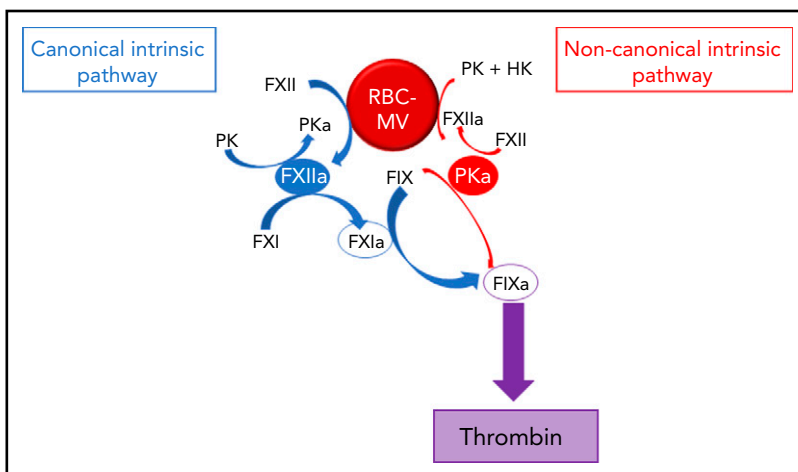 Canonical intrinsic
pathway
Non-canonical intrinsic
pathway
FXII
RBC-
MV
PK + HK
PKa
FXIIa
PK
FXII
FXIIa
FIX
PKa
FXI
FXIa
FIXa
Thrombin